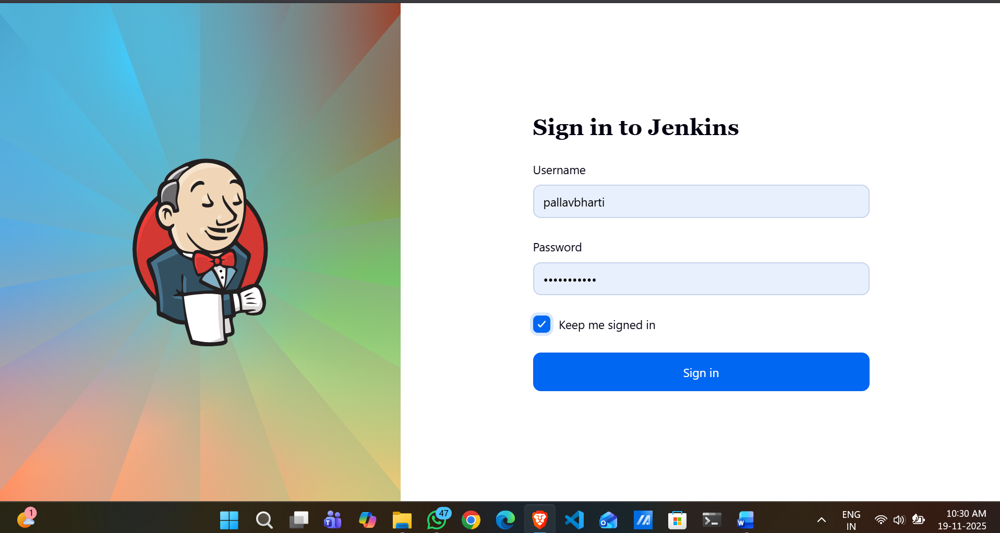 Sign in to Jenkins
Username
pallavbharti
Password
•••••••••••
Keep me signed in
Sign in
1
T
47
O
W
ENG
IN
10:30 AM
19-11-2025